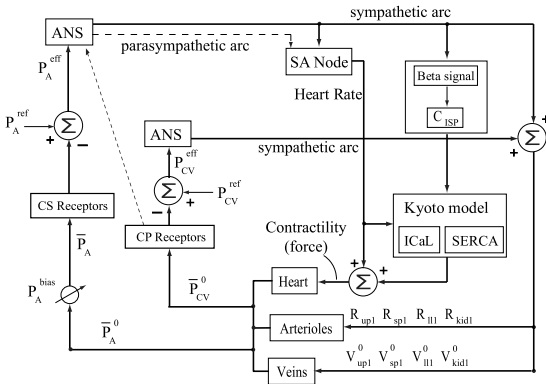 sympathetic arc
ANS
parasympathetic arc
SA Node
Beta signal
C_ISP
P_A^eff
Heart Rate
P_A^ref
Σ
+
−
ANS
sympathetic arc
Σ
+
+
P_CV^eff
Σ
P_CV^ref
−
+
CS Receptors
CP Receptors
Kyoto model
ICaL
SERCA
Contractility
(force)
P̅_A
P_A^bias
P̅_CV^0
Heart
Σ
+
+
P̅_A^0
Arterioles
R_up1 R_sp1 R_ll1 R_kid1
Veins
V_up1^0 V_sp1^0 V_ll1^0 V_kid1^0